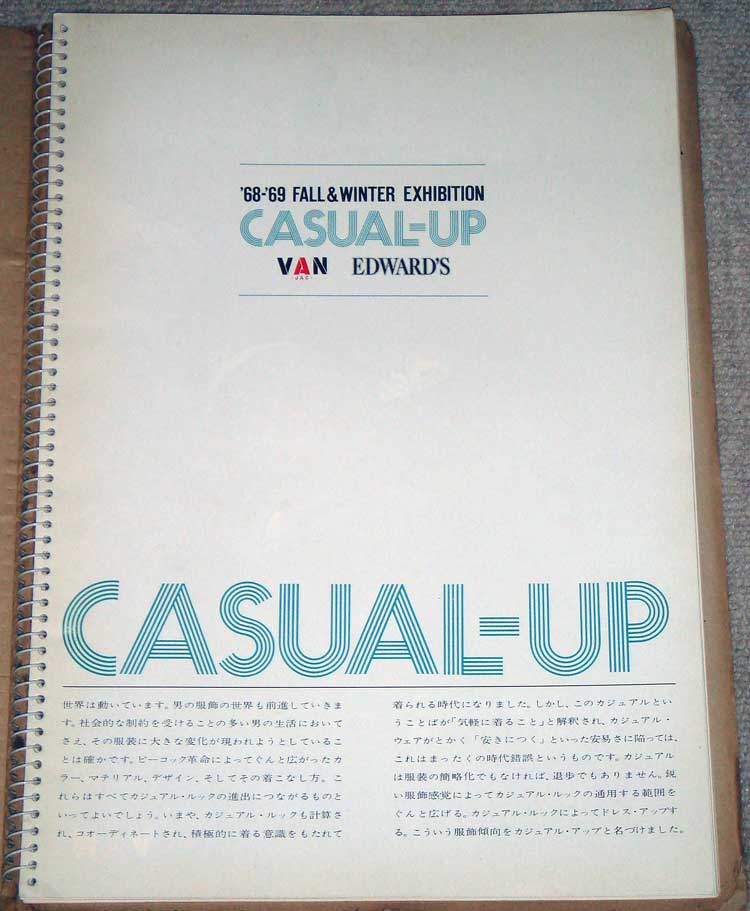 '68-'69 FALL & WINTER EXHIBITION
CASUAL-UP
VAN EDWARD'S
·JAC·
CASUAL-UP
世界は動いています。男の服飾の世界も前進していきま
す。社会的な制約を受けることの多い男の生活において
さえ、その服装に大きな変化が現われようとしているこ
とは確かです。ピーコック革命によってぐんと広がったカ
ラー、マテリアル、デザイン、そしてその着こなし方。こ
れらはすべてカジュアル・ルックの進出につながるものと
いってよいでしょう。いまや、カジュアル・ルックも計算さ
れ、コオーディネートされ、積極的に着る意識をもたれて
着られる時代になりました。しかし、このカジュアルとい
うことばが「気軽に着ること」と解釈され、カジュアル・
ウェアがとかく「安きにつく」といった安易さに陥っては、
これはまったくの時代錯誤というものです。カジュアル
は服装の簡略化でもなければ、退歩でもありません。鋭
い服飾感覚によってカジュアル・ルックの通用する範囲を
ぐんと広げる。カジュアル・ルックによってドレス・アップす
る。こういう服飾傾向をカジュアル・アップと名づけました。